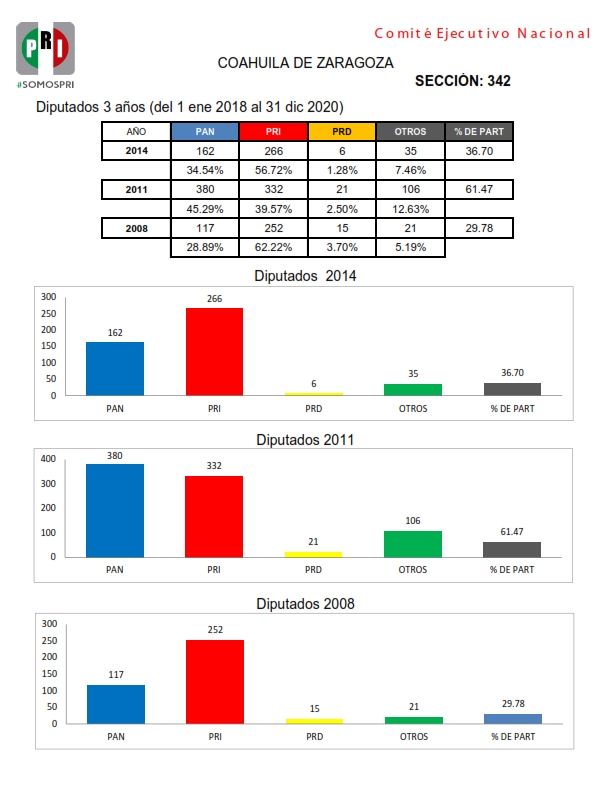 Comité Ejecutivo Nacional
PRI
#SOMOSPRI
COAHUILA DE ZARAGOZA
SECCIÓN: 342
Diputados 3 años (del 1 ene 2018 al 31 dic 2020)
AÑO PAN PRI PRD OTROS % DE PART
2014 162 266 6 35 36.70
34.54% 56.72% 1.28% 7.46%
2011 380 332 21 106 61.47
45.29% 39.57% 2.50% 12.63%
2008 117 252 15 21 29.78
28.89% 62.22% 3.70% 5.19%
Diputados 2014
300
250
200
150
100
50
0
162 266 6 35 36.70
PAN PRI PRD OTROS % DE PART
Diputados 2011
400
300
200
100
0
380 332 21 106 61.47
PAN PRI PRD OTROS % DE PART
Diputados 2008
300
250
200
150
100
50
0
117 252 15 21 29.78
PAN PRI PRD OTROS % DE PART